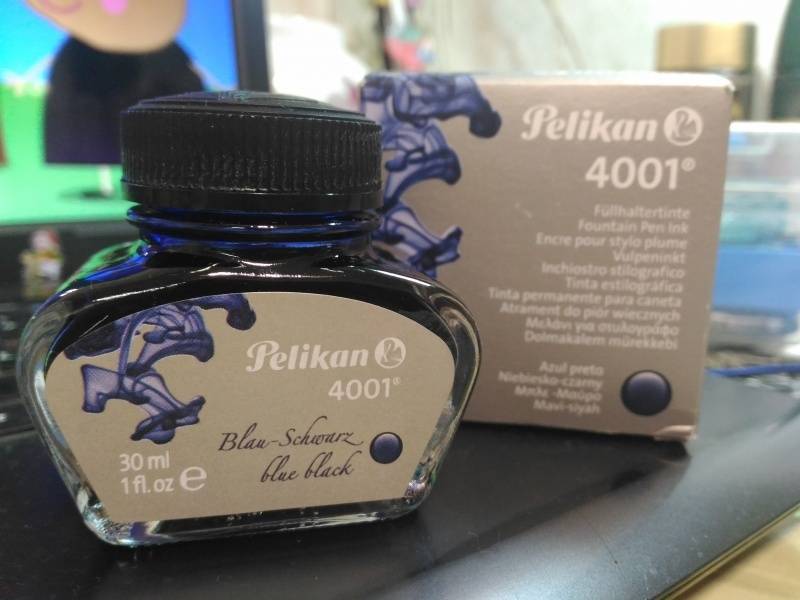 Pelikan
4001®
Blau-Schwarz
blue black
30 ml
1 fl. oz e
Pelikan
4001®
Füllhaltertinte
Fountain Pen Ink
Encre pour stylo plume
Vulpeninkt
Inchiostro stilografico
Tinta estilográfica
Tinta permanente para caneta
Atrament do piór wiecznych
Μελάνι για στυλογράφο
Dolmakalem mürekkebi
Azul preto
Niebiesko-czarny
Μπλε -Μαύρο
Mavi-siyah